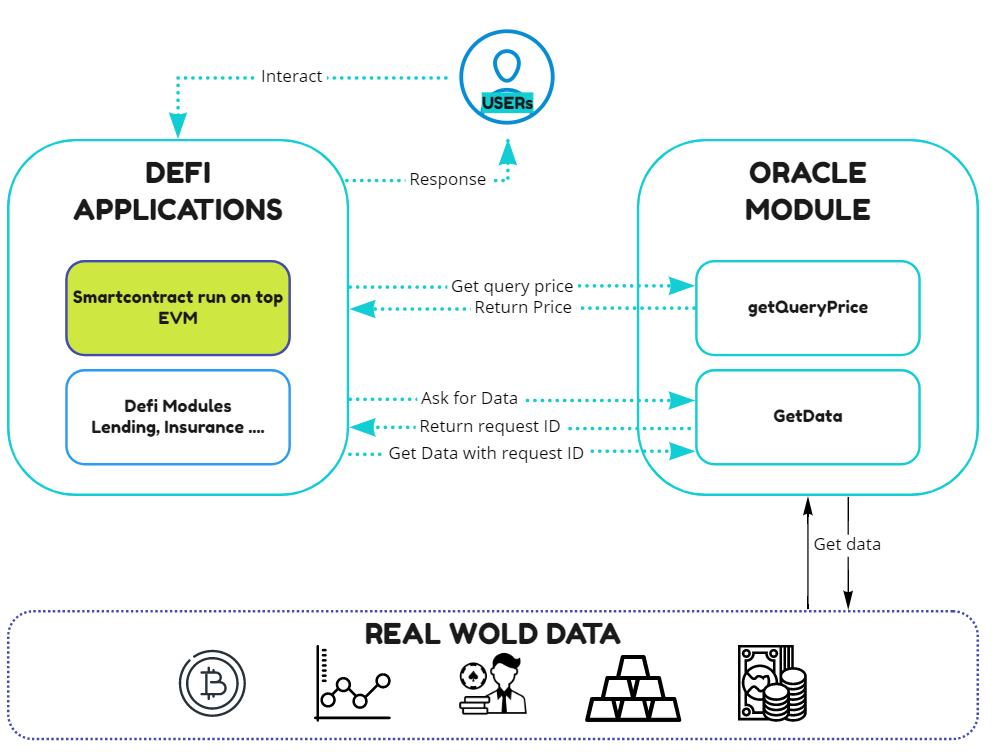 USERs
Interact
Response
DEFI
APPLICATIONS
Smartcontract run on top
EVM
Defi Modules
Lending, Insurance ....
Get query price
Return Price
Ask for Data
Return request ID
Get Data with request ID
ORACLE
MODULE
getQueryPrice
GetData
Get data
REAL WOLD DATA